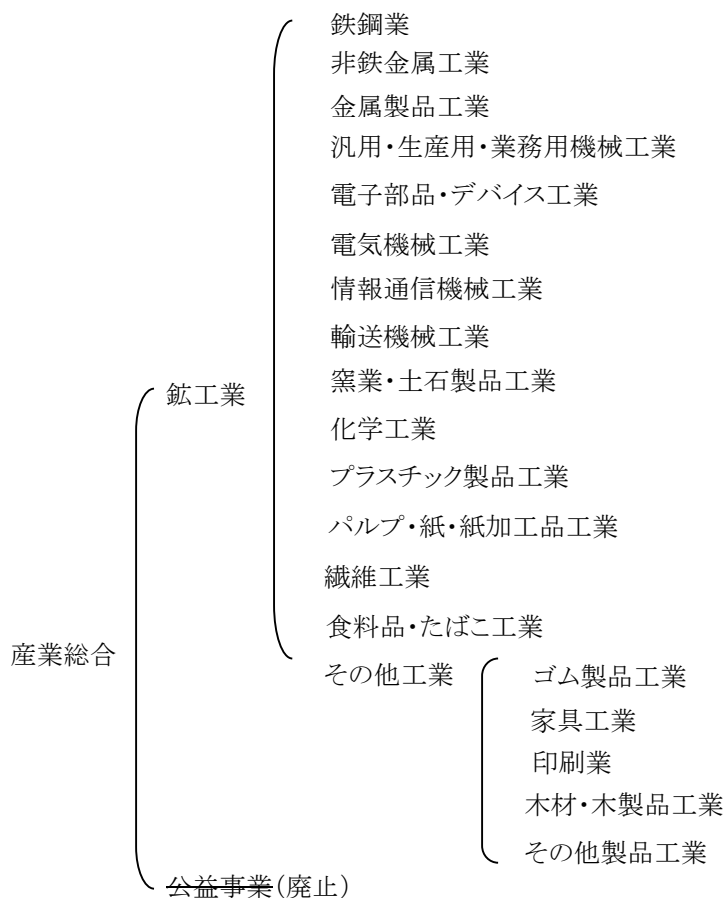 鉄鋼業
非鉄金属工業
金属製品工業
汎用・生産用・業務用機械工業
電子部品・デバイス工業
電気機械工業
情報通信機械工業
輸送機械工業
窯業・土石製品工業
鉱工業
化学工業
プラスチック製品工業
パルプ・紙・紙加工品工業
繊維工業
食料品・たばこ工業
産業総合
その他工業
ゴム製品工業
家具工業
印刷業
木材・木製品工業
その他製品工業
公益事業(廃止)